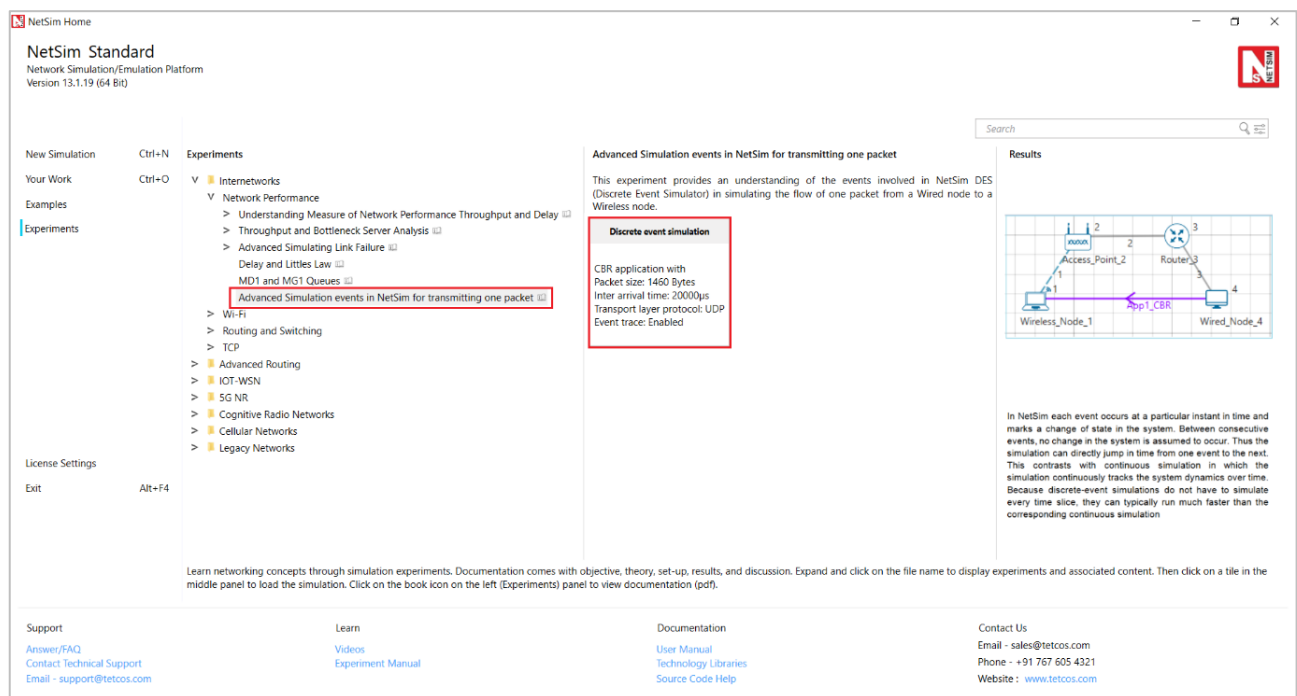 NetSim Home
NetSim Standard
Network Simulation/Emulation Platform
Version 13.1.19 (64 Bit)
NETSIM
Search
New Simulation Ctrl+N
Your Work Ctrl+O
Examples
Experiments
License Settings
Exit Alt+F4
Experiments
Internetworks
Network Performance
Understanding Measure of Network Performance Throughput and Delay
Throughput and Bottleneck Server Analysis
Advanced Simulating Link Failure
Delay and Littles Law
MD1 and MG1 Queues
Advanced Simulation events in NetSim for transmitting one packet
Wi-Fi
Routing and Switching
TCP
Advanced Routing
IOT-WSN
5G NR
Cognitive Radio Networks
Cellular Networks
Legacy Networks
Advanced Simulation events in NetSim for transmitting one packet
This experiment provides an understanding of the events involved in NetSim DES
(Discrete Event Simulator) in simulating the flow of one packet from a Wired node to a
Wireless node.
Discrete event simulation
CBR application with
Packet size: 1460 Bytes
Inter arrival time: 20000µs
Transport layer protocol: UDP
Event trace: Enabled
Results
2
3
2
Access_Point_2
Router_3
3
1
4
App1_CBR
Wireless_Node_1
Wired_Node_4
In NetSim each event occurs at a particular instant in time and
marks a change of state in the system. Between consecutive
events, no change in the system is assumed to occur. Thus the
simulation can directly jump in time from one event to the next.
This contrasts with continuous simulation in which the
simulation continuously tracks the system dynamics over time.
Because discrete-event simulations do not have to simulate
every time slice, they can typically run much faster than the
corresponding continuous simulation
Learn networking concepts through simulation experiments. Documentation comes with objective, theory, set-up, results, and discussion. Expand and click on the file name to display experiments and associated content. Then click on a tile in the
middle panel to load the simulation. Click on the book icon on the left (Experiments) panel to view documentation (pdf).
Support
Answer/FAQ
Contact Technical Support
Email - support@tetcos.com
Learn
Videos
Experiment Manual
Documentation
User Manual
Technology Libraries
Source Code Help
Contact Us
Email - sales@tetcos.com
Phone - +91 767 605 4321
Website : www.tetcos.com